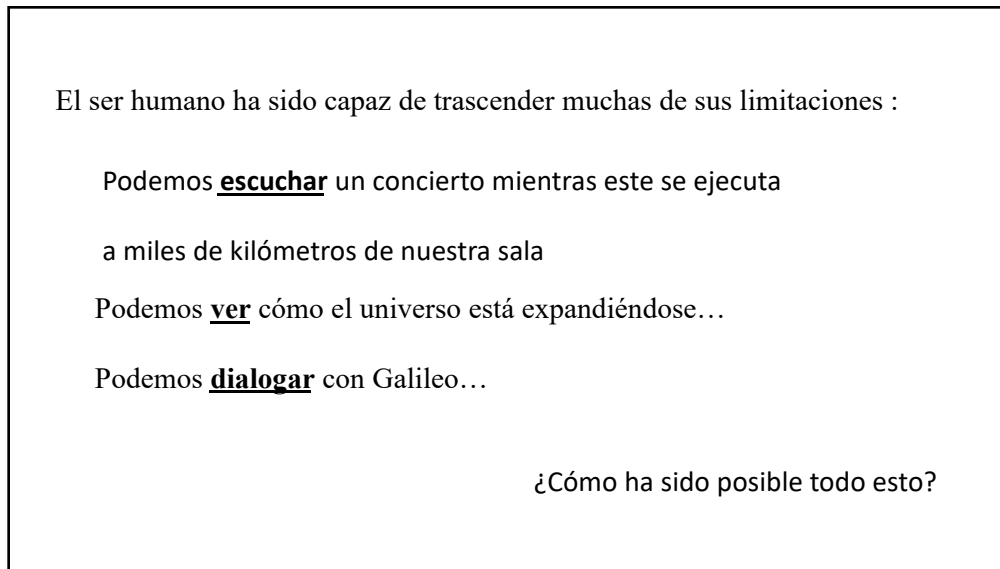 El ser humano ha sido capaz de trascender muchas de sus limitaciones :
Podemos escuchar un concierto mientras este se ejecuta
a miles de kilómetros de nuestra sala
Podemos ver cómo el universo está expandiéndose…
Podemos dialogar con Galileo…
¿Cómo ha sido posible todo esto?